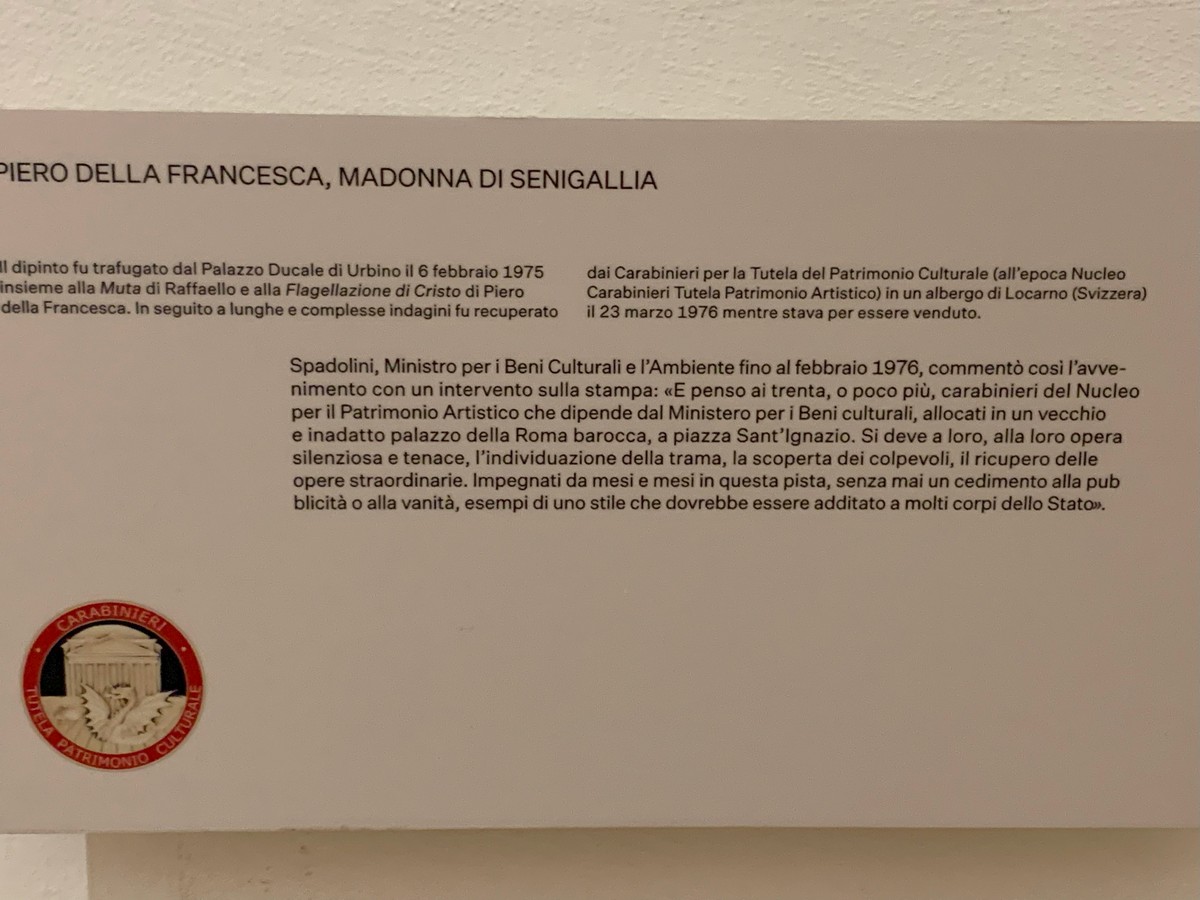 PIERO DELLA FRANCESCA, MADONNA DI SENIGALLIA
Il dipinto fu trafugato dal Palazzo Ducale di Urbino il 6 febbraio 1975
insieme alla Muta di Raffaello e alla Flagellazione di Cristo di Piero
della Francesca. In seguito a lunghe e complesse indagini fu recuperato
dai Carabinieri per la Tutela del Patrimonio Culturale (all'epoca Nucleo
Carabinieri Tutela Patrimonio Artistico) in un albergo di Locarno (Svizzera)
il 23 marzo 1976 mentre stava per essere venduto.
Spadolini, Ministro per i Beni Culturali e l'Ambiente fino al febbraio 1976, commentò così l'avve-
nimento con un intervento sulla stampa: «E penso ai trenta, o poco più, carabinieri del Nucleo
per il Patrimonio Artistico che dipende dal Ministero per i Beni culturali, allocati in un vecchio
e inadatto palazzo della Roma barocca, a piazza Sant'Ignazio. Si deve a loro, alla loro opera
silenziosa e tenace, l'individuazione della trama, la scoperta dei colpevoli, il ricupero delle
opere straordinarie. Impegnati da mesi e mesi in questa pista, senza mai un cedimento alla pub
blicità o alla vanità, esempi di uno stile che dovrebbe essere additato a molti corpi dello Stato».
CARABINIERI
TUTELA PATRIMONIO CULTURALE